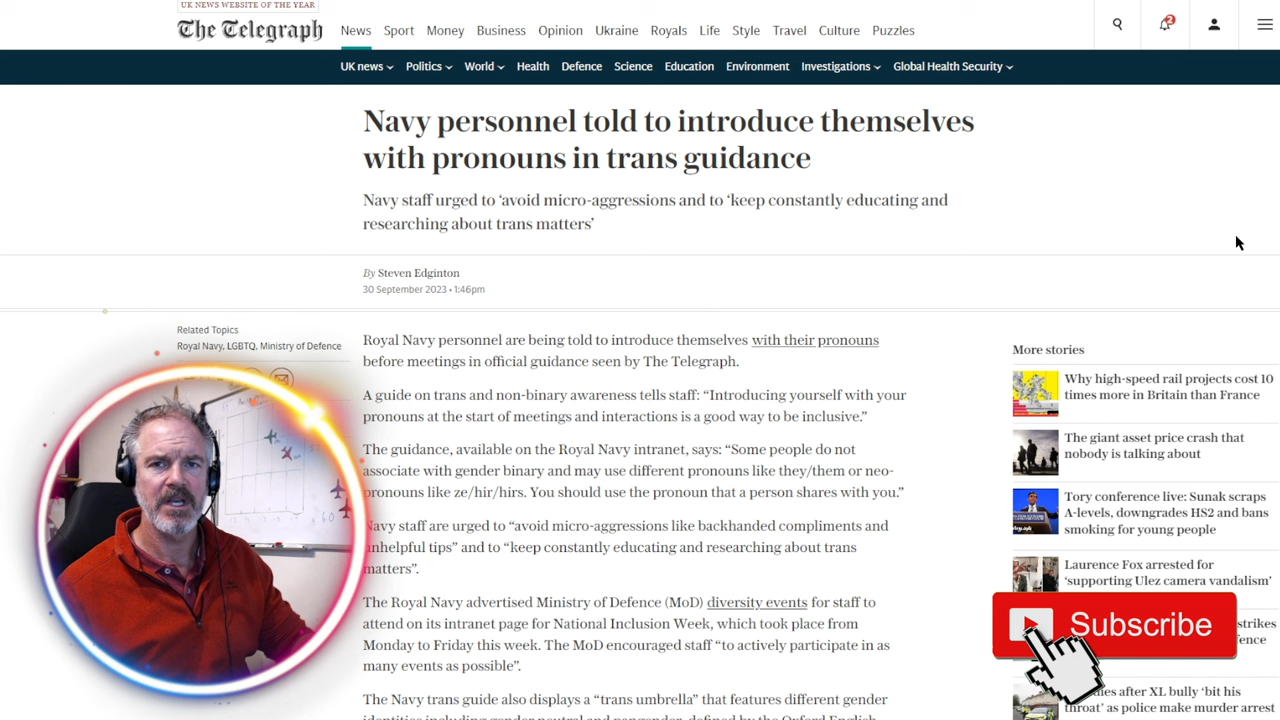 UK NEWS WEBSITE OF THE YEAR
The Telegraph
News Sport Money Business Opinion Ukraine Royals Life Style Travel Culture Puzzles
2
UK news Politics World Health Defence Science Education Environment Investigations Global Health Security
Navy personnel told to introduce themselves
with pronouns in trans guidance
Navy staff urged to ‘avoid micro-aggressions and to ‘keep constantly educating and
researching about trans matters’
By Steven Edginton
30 September 2023 • 1:46pm
Related Topics
Royal Navy, LGBTQ, Ministry of Defence
Royal Navy personnel are being told to introduce themselves with their pronouns
before meetings in official guidance seen by The Telegraph.
A guide on trans and non-binary awareness tells staff: “Introducing yourself with your
pronouns at the start of meetings and interactions is a good way to be inclusive.”
The guidance, available on the Royal Navy intranet, says: “Some people do not
associate with gender binary and may use different pronouns like they/them or neo-
pronouns like ze/hir/hirs. You should use the pronoun that a person shares with you.”
Navy staff are urged to “avoid micro-aggressions like backhanded compliments and
unhelpful tips” and to “keep constantly educating and researching about trans
matters”.
The Royal Navy advertised Ministry of Defence (MoD) diversity events for staff to
attend on its intranet page for National Inclusion Week, which took place from
Monday to Friday this week. The MoD encouraged staff “to actively participate in as
many events as possible”.
The Navy trans guide also displays a “trans umbrella” that features different gender
identities including gender neutral and pangender, defined by the Oxford English
More stories
Why high-speed rail projects cost 10
times more in Britain than France
The giant asset price crash that
nobody is talking about
Tory conference live: Sunak scraps
A-levels, downgrades HS2 and bans
smoking for young people
Laurence Fox arrested for
‘supporting Ulez camera vandalism’
strikes
Subscribe
after XL bully ‘bit his
throat’ as police make murder arrest